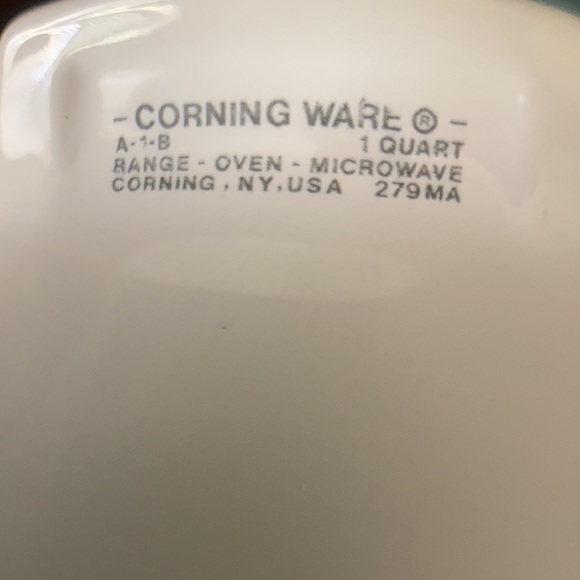 - CORNING WARE ® -
A-1-B 1 QUART
RANGE - OVEN - MICROWAVE
CORNING, NY, USA 279MA